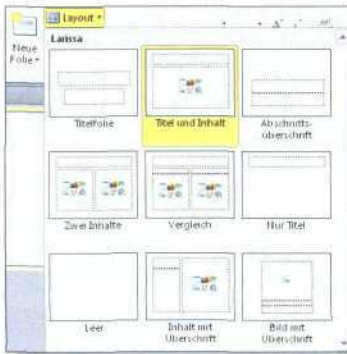 Layout
Neue
Folie
Larissa
Titelfolie
Titel und Inhalt
Abschnitts-
überschrift
Zwei Inhalte
Vergleich
Nur Titel
Leer
Inhalt mit
Überschrift
Bild mit
Überschrift